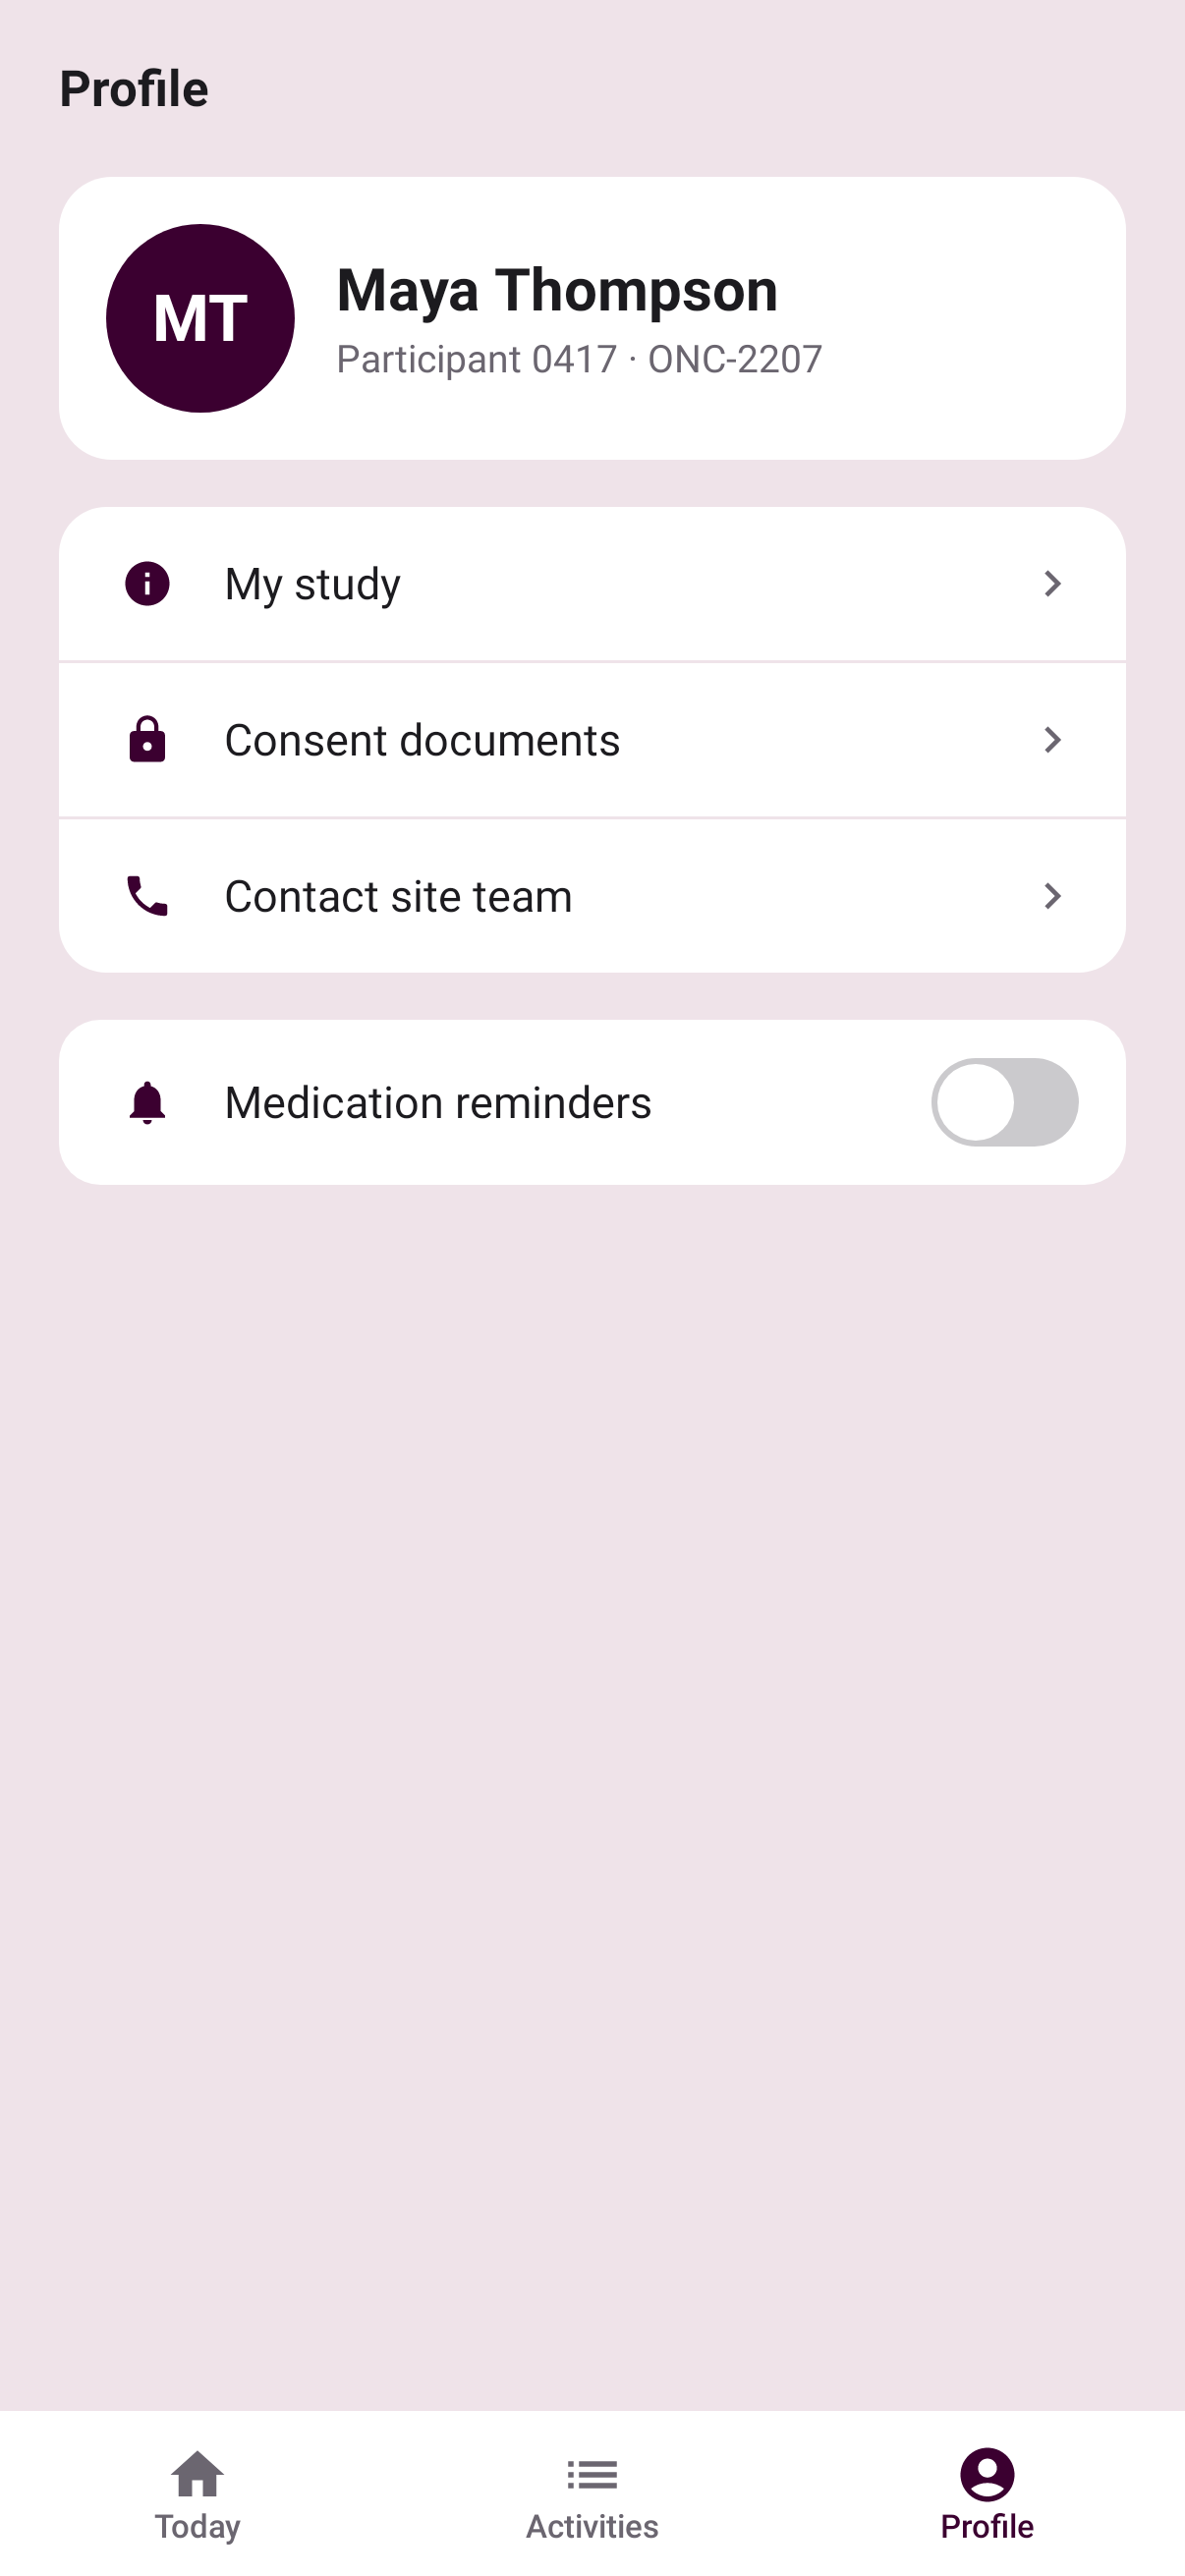 Profile
MT
Maya Thompson
Participant 0417 · ONC-2207
My study
Consent documents
Contact site team
Medication reminders
Today
Activities
Profile